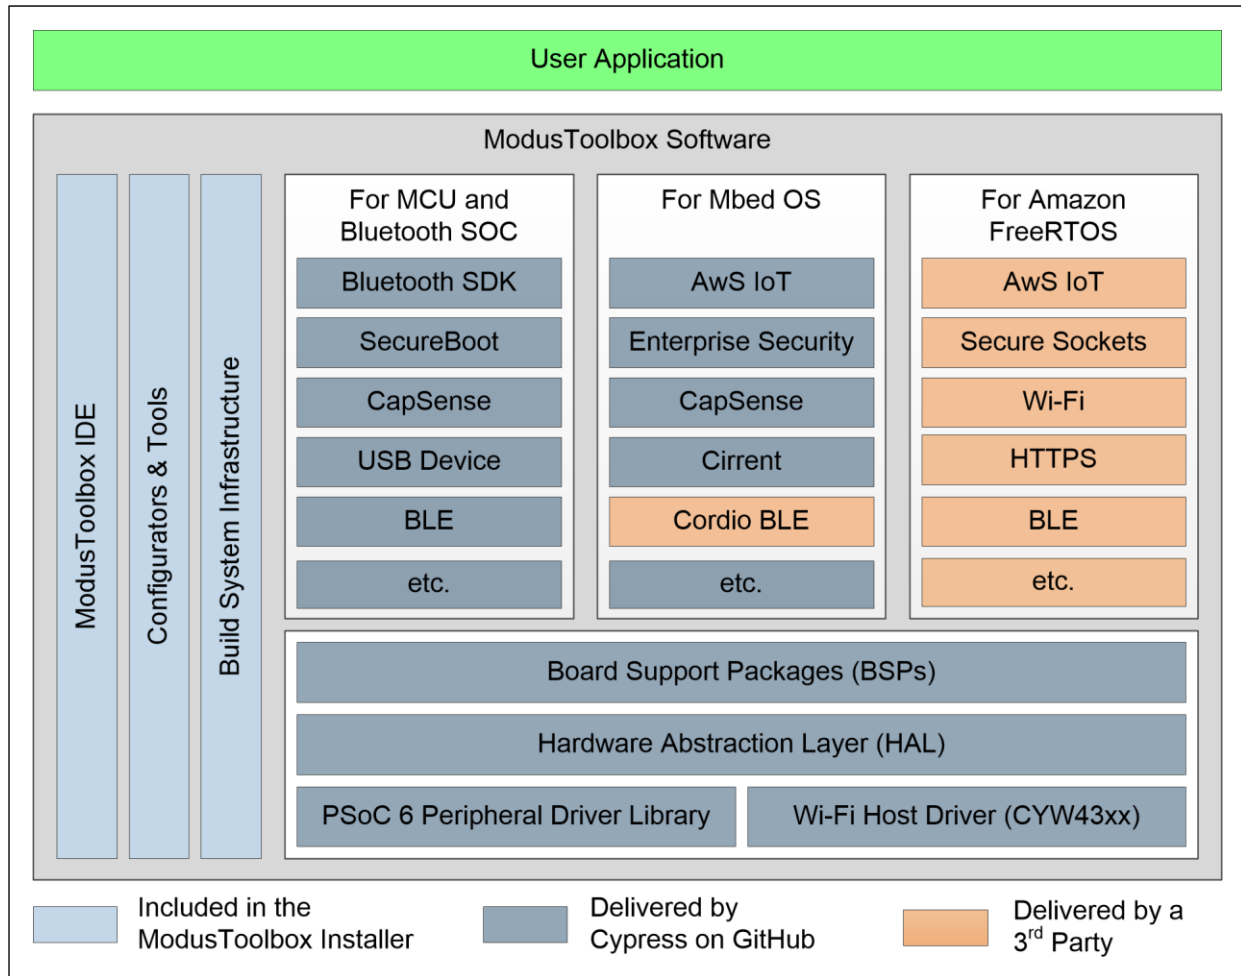 User Application
ModusToolbox Software
ModusToolbox IDE
Configurators & Tools
Build System Infrastructure
For MCU and
Bluetooth SOC
Bluetooth SDK
SecureBoot
CapSense
USB Device
BLE
etc.
For Mbed OS
AwS IoT
Enterprise Security
CapSense
Cirrent
Cordio BLE
etc.
For Amazon
FreeRTOS
AwS IoT
Secure Sockets
Wi-Fi
HTTPS
BLE
etc.
Board Support Packages (BSPs)
Hardware Abstraction Layer (HAL)
PSoC 6 Peripheral Driver Library
Wi-Fi Host Driver (CYW43xx)
Included in the
ModusToolbox Installer
Delivered by
Cypress on GitHub
Delivered by a
3rd Party